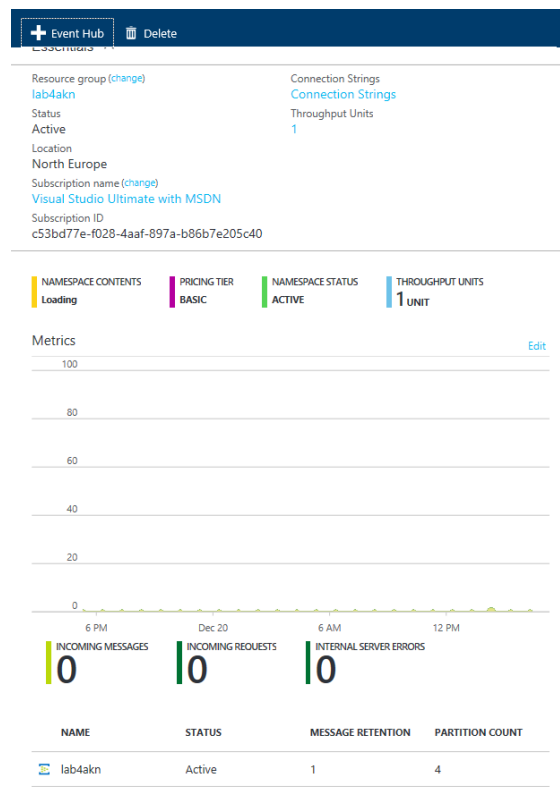 Event Hub Delete
Essentials
Resource group (change) Connection Strings
lab4akn Connection Strings
Status Throughput Units
Active 1
Location
North Europe
Subscription name (change)
Visual Studio Ultimate with MSDN
Subscription ID
c53bd77e-f028-4aaf-897a-b86b7e205c40
NAMESPACE CONTENTS PRICING TIER NAMESPACE STATUS THROUGHPUT UNITS
Loading BASIC ACTIVE 1 UNIT
Metrics Edit
100
80
60
40
20
0
6 PM Dec 20 6 AM 12 PM
INCOMING MESSAGES INCOMING REQUESTS INTERNAL SERVER ERRORS
0 0 0
NAME STATUS MESSAGE RETENTION PARTITION COUNT
lab4akn Active 1 4